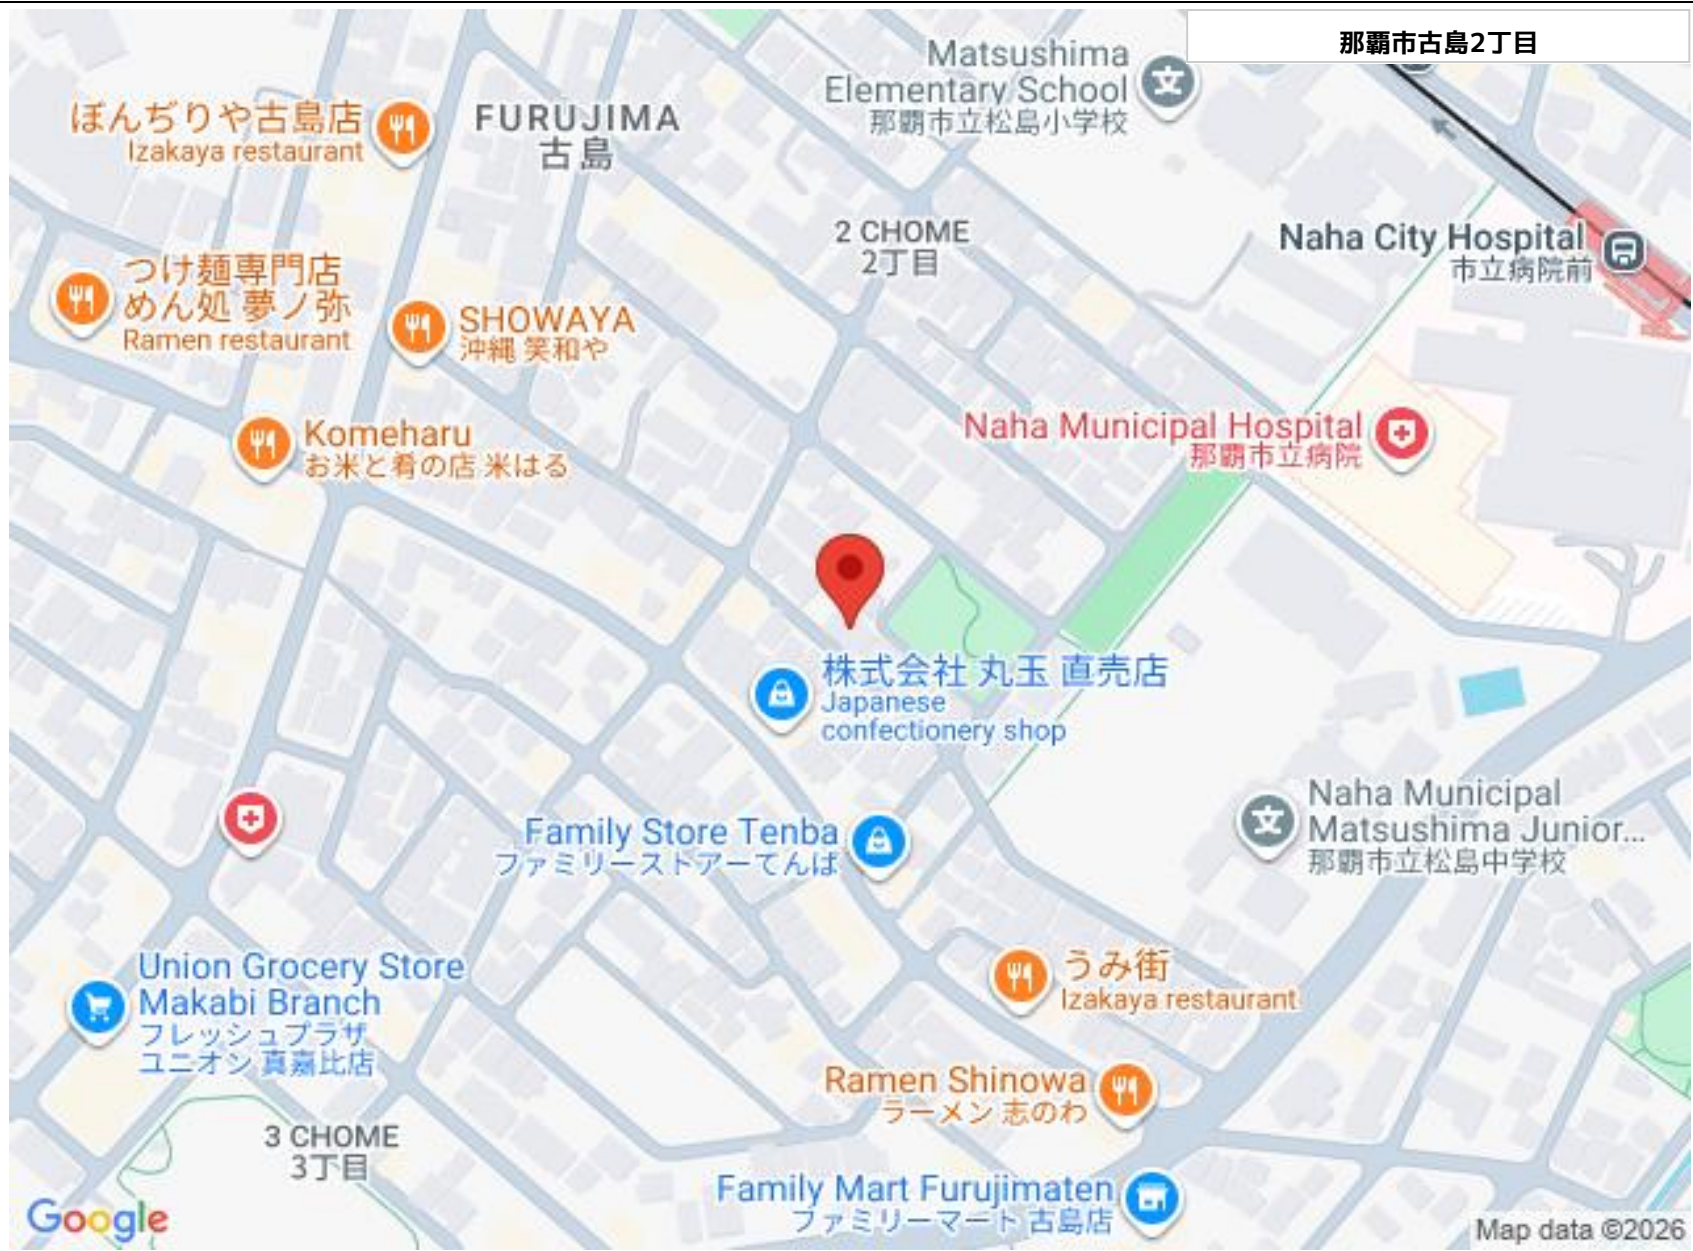 那覇市古島2丁目
Matsushima
Elementary School
那覇市立松島小学校
ぼんぢりや古島店
Izakaya restaurant
FURUJIMA
古島
2 CHOME
2丁目
Naha City Hospital
市立病院前
つけ麺専門店
めん処 夢ノ弥
Ramen restaurant
SHOWAYA
沖縄 笑和や
Komeharu
お米と肴の店 米はる
Naha Municipal Hospital
那覇市立病院
株式会社 丸玉 直売店
Japanese
confectionery shop
Family Store Tenba
ファミリーストアーてんば
Naha Municipal
Matsushima Junior...
那覇市立松島中学校
Union Grocery Store
Makabi Branch
フレッシュプラザ
ユニオン 真嘉比店
うみ街
Izakaya restaurant
Ramen Shinowa
ラーメン 志のわ
3 CHOME
3丁目
Family Mart Furujimaten
ファミリーマート 古島店
Google
Map data ©2026